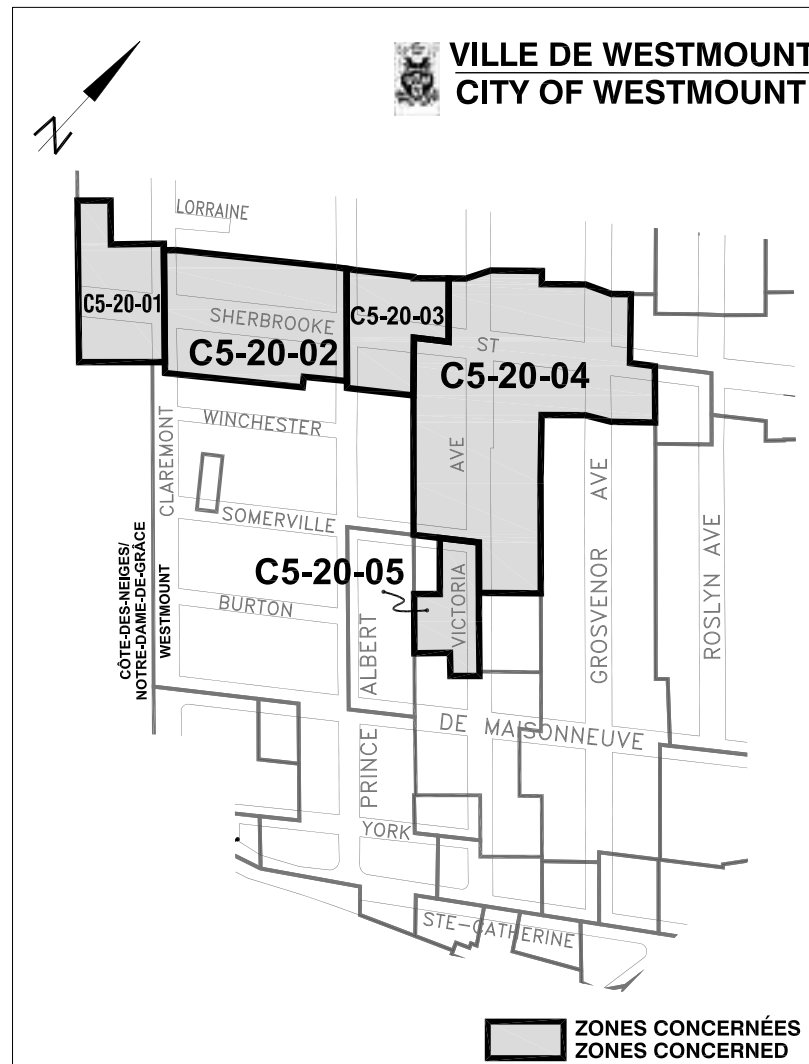 VILLE DE WESTMOUNT
CITY OF WESTMOUNT
N
LORRAINE
C5-20-01
SHERBROOKE
C5-20-03
ST
C5-20-02
C5-20-04
CLAREMONT
WINCHESTER
AVE
GROSVENOR AVE
ROSLYN AVE
SOMERVILLE
C5-20-05
CÔTE-DES-NEIGES/
NOTRE-DAME-DE-GRÂCE
WESTMOUNT
BURTON
PRINCE ALBERT
VICTORIA
DE MAISONNEUVE
YORK
STE-CATHERINE
ZONES CONCERNÉES
ZONES CONCERNED